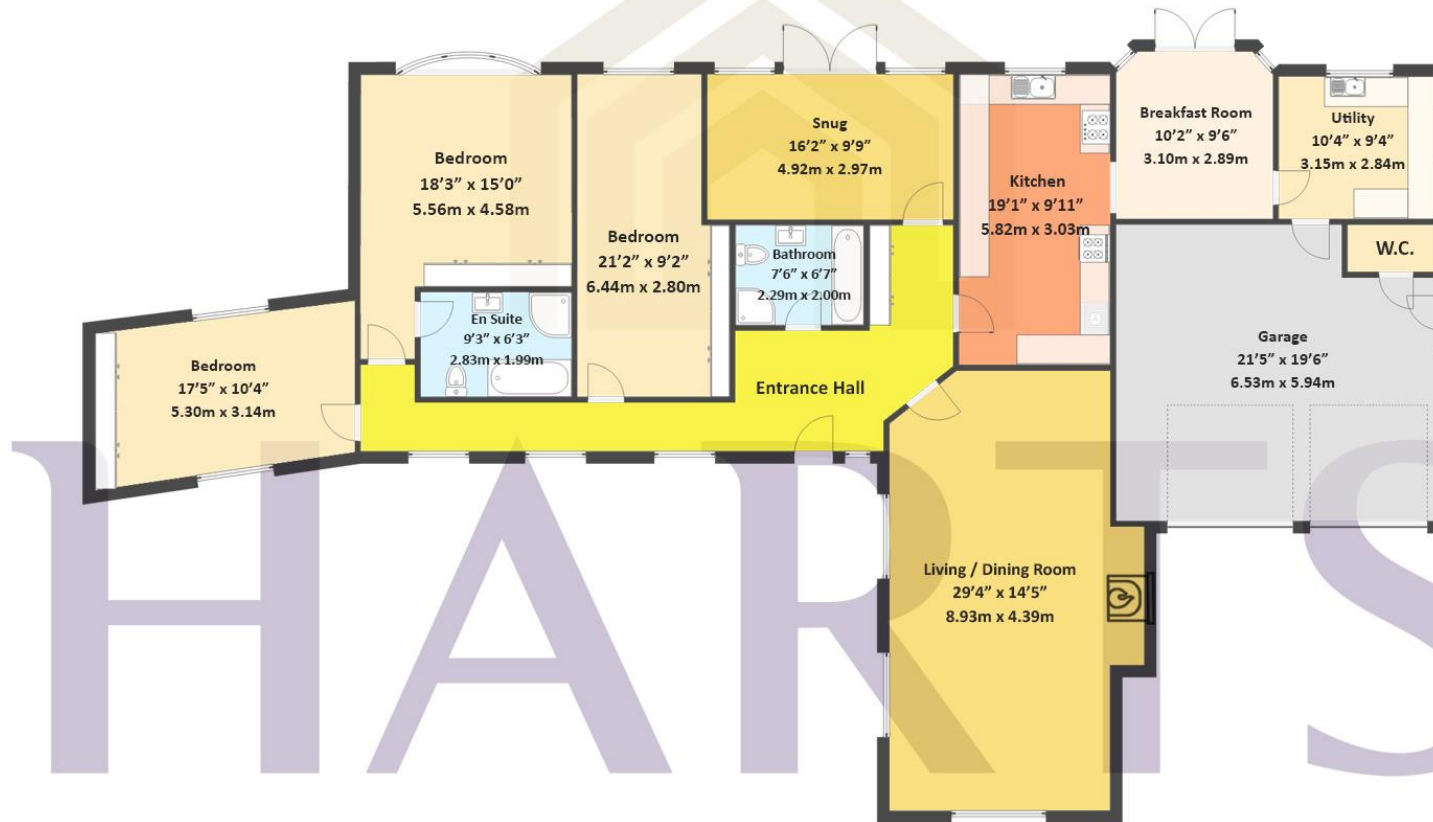 Bedroom
18’3” x 15’0”
5.56m x 4.58m
Bedroom
21’2” x 9’2”
6.44m x 2.80m
Snug
16’2” x 9’9”
4.92m x 2.97m
Kitchen
19’1” x 9’11”
5.82m x 3.03m
Breakfast Room
10’2” x 9’6”
3.10m x 2.89m
Utility
10’4” x 9’4”
3.15m x 2.84m
Bathroom
7’6” x 6’7”
2.29m x 2.00m
W.C.
En Suite
9’3” x 6’3”
2.83m x 1.99m
Bedroom
17’5” x 10’4”
5.30m x 3.14m
Entrance Hall
Garage
21’5” x 19’6”
6.53m x 5.94m
Living / Dining Room
29’4” x 14’5”
8.93m x 4.39m
HARTS